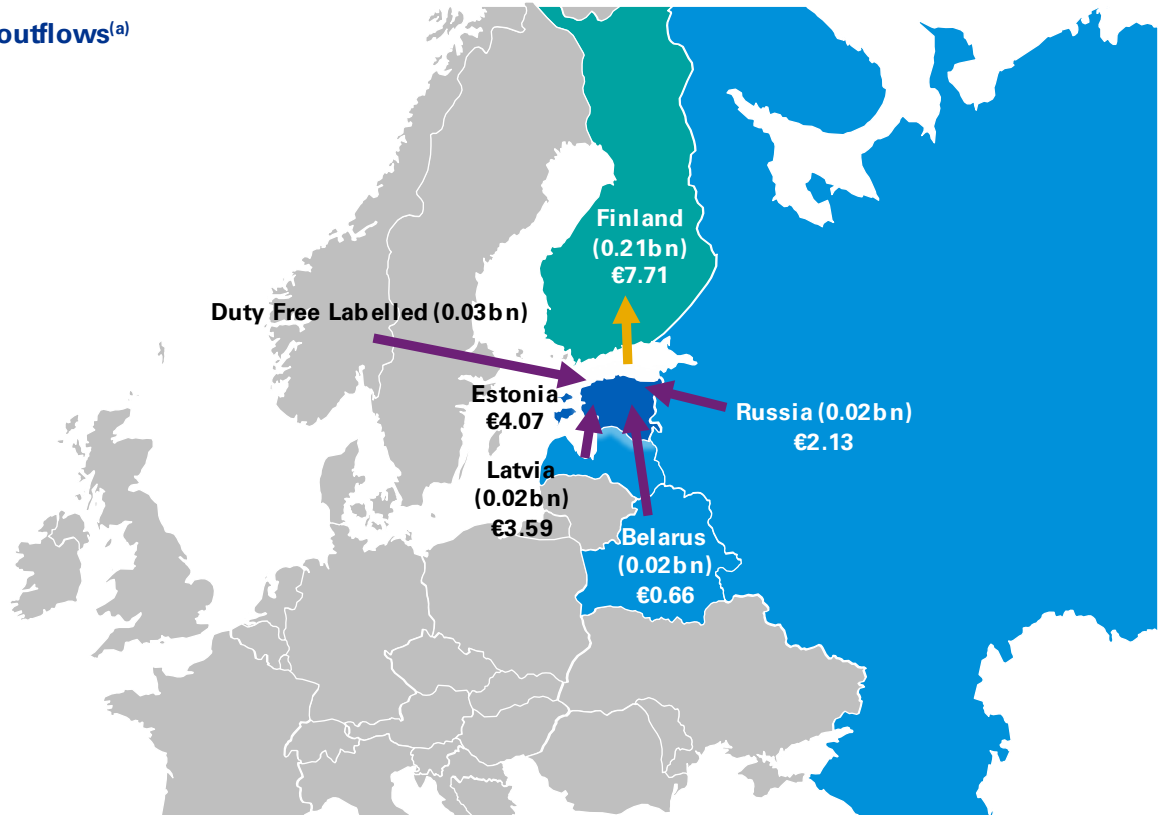 outflows(a)
Finland
(0.21bn)
€7.71
Duty Free Labelled (0.03bn)
Estonia
€4.07
Russia (0.02bn)
€2.13
Latvia
(0.02bn)
€3.59
Belarus
(0.02bn)
€0.66